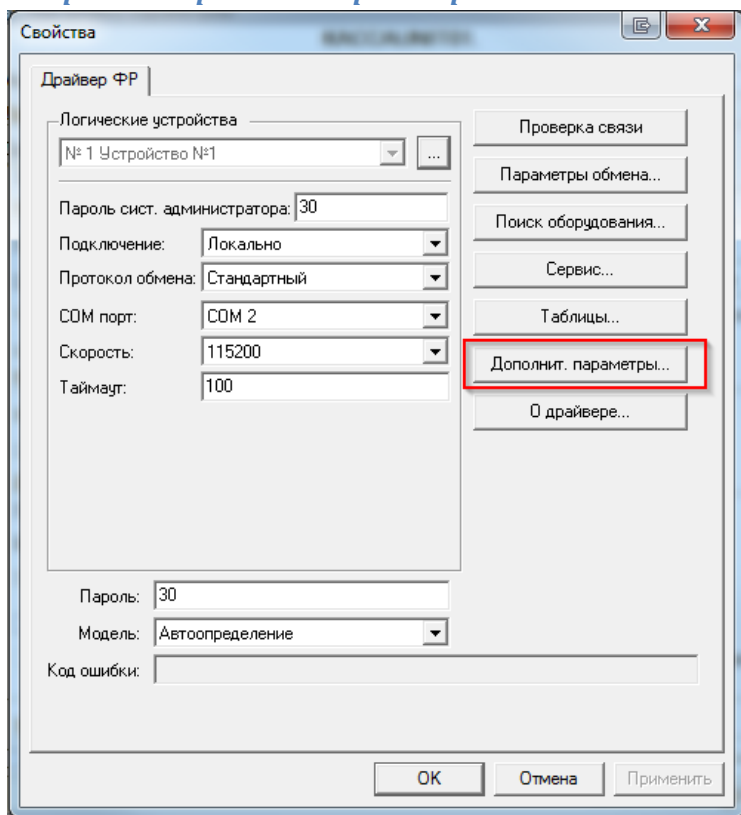 Свойства
Драйвер ФР
Логические устройства
№ 1 Устройство №1
...
Пароль сист. администратора: 30
Подключение: Локально
Протокол обмена: Стандартный
COM порт: COM 2
Скорость: 115200
Таймаут: 100
Проверка связи
Параметры обмена...
Поиск оборудования...
Сервис...
Таблицы...
Дополнит. параметры...
О драйвере...
Пароль: 30
Модель: Автоопределение
Код ошибки:
OK
Отмена
Применить